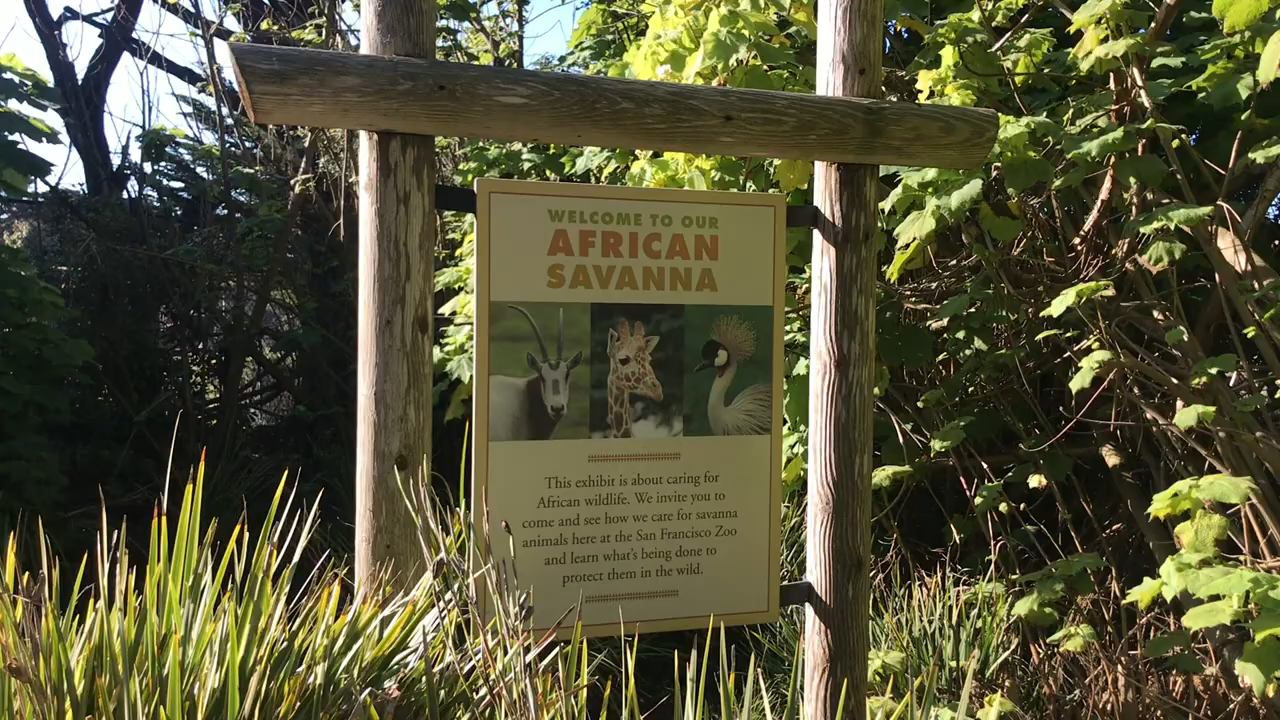 WELCOME TO OUR
AFRICAN
SAVANNA
This exhibit is about caring for
African wildlife. We invite you to
come and see how we care for savanna
animals here at the San Francisco Zoo
and learn what's being done to
protect them in the wild.